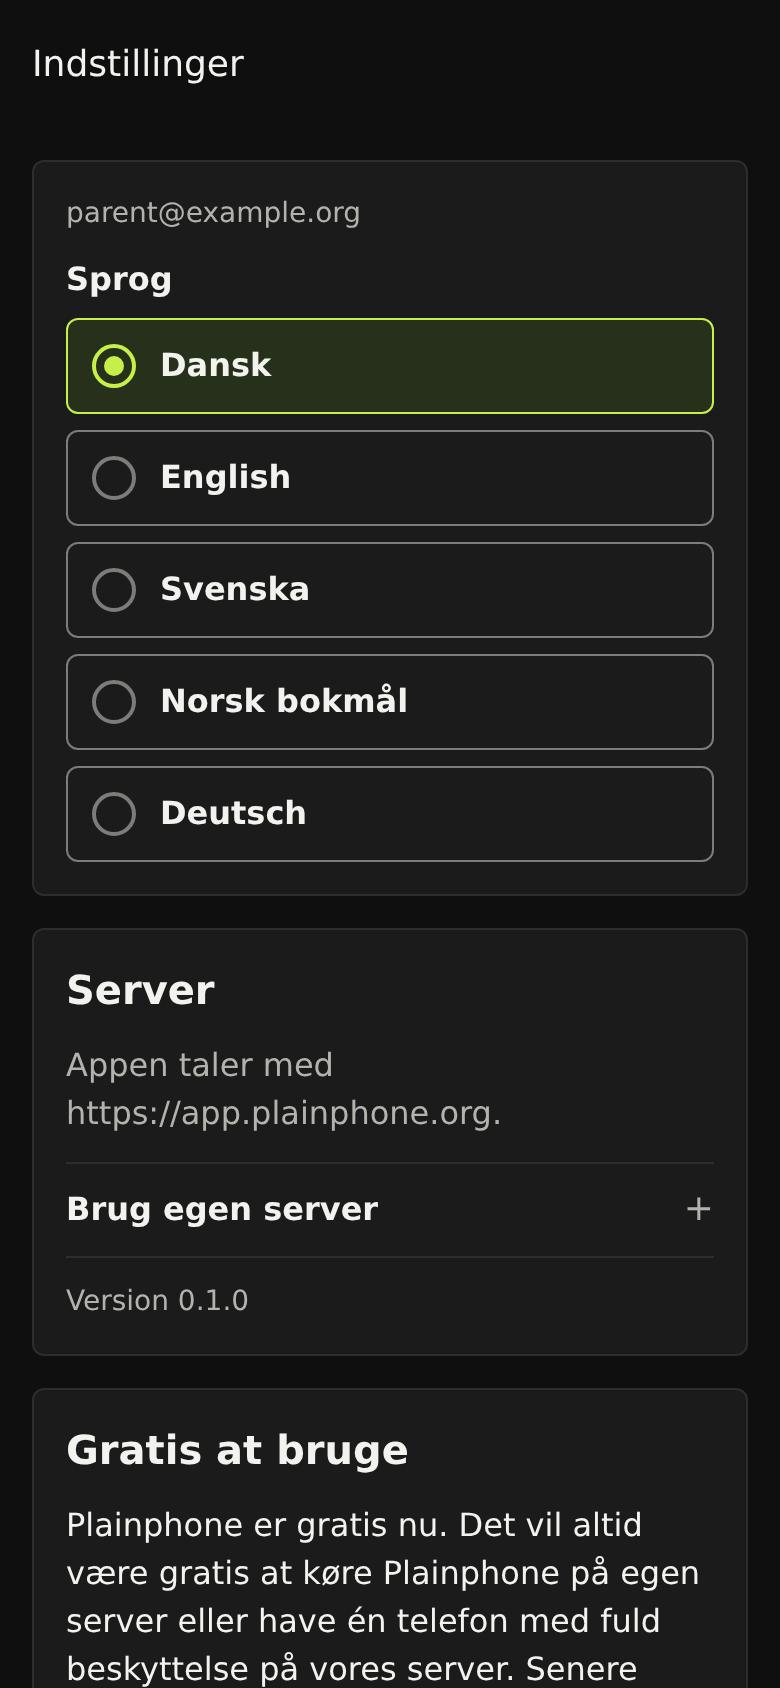 Indstillinger
parent@example.org
Sprog
Dansk
English
Svenska
Norsk bokmål
Deutsch
Server
Appen taler med
https://app.plainphone.org.
Brug egen server +
Version 0.1.0
Gratis at bruge
Plainphone er gratis nu. Det vil altid
være gratis at køre Plainphone på egen
server eller have én telefon med fuld
beskyttelse på vores server. Senere